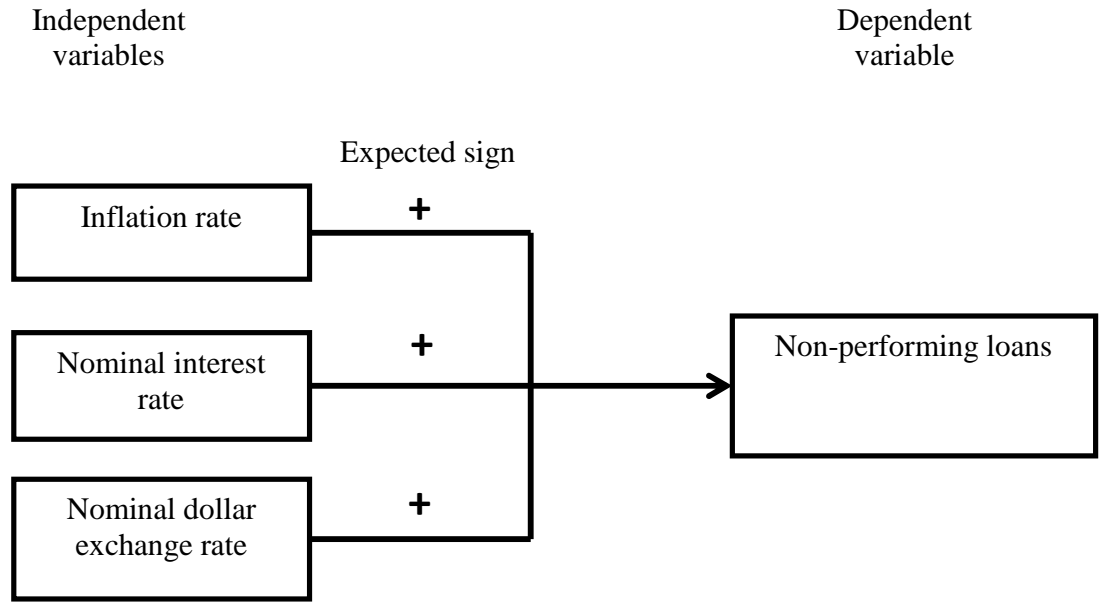 Independent
variables
Dependent
variable
Expected sign
Inflation rate
+
Nominal interest
rate
+
Non-performing loans
Nominal dollar
exchange rate
+